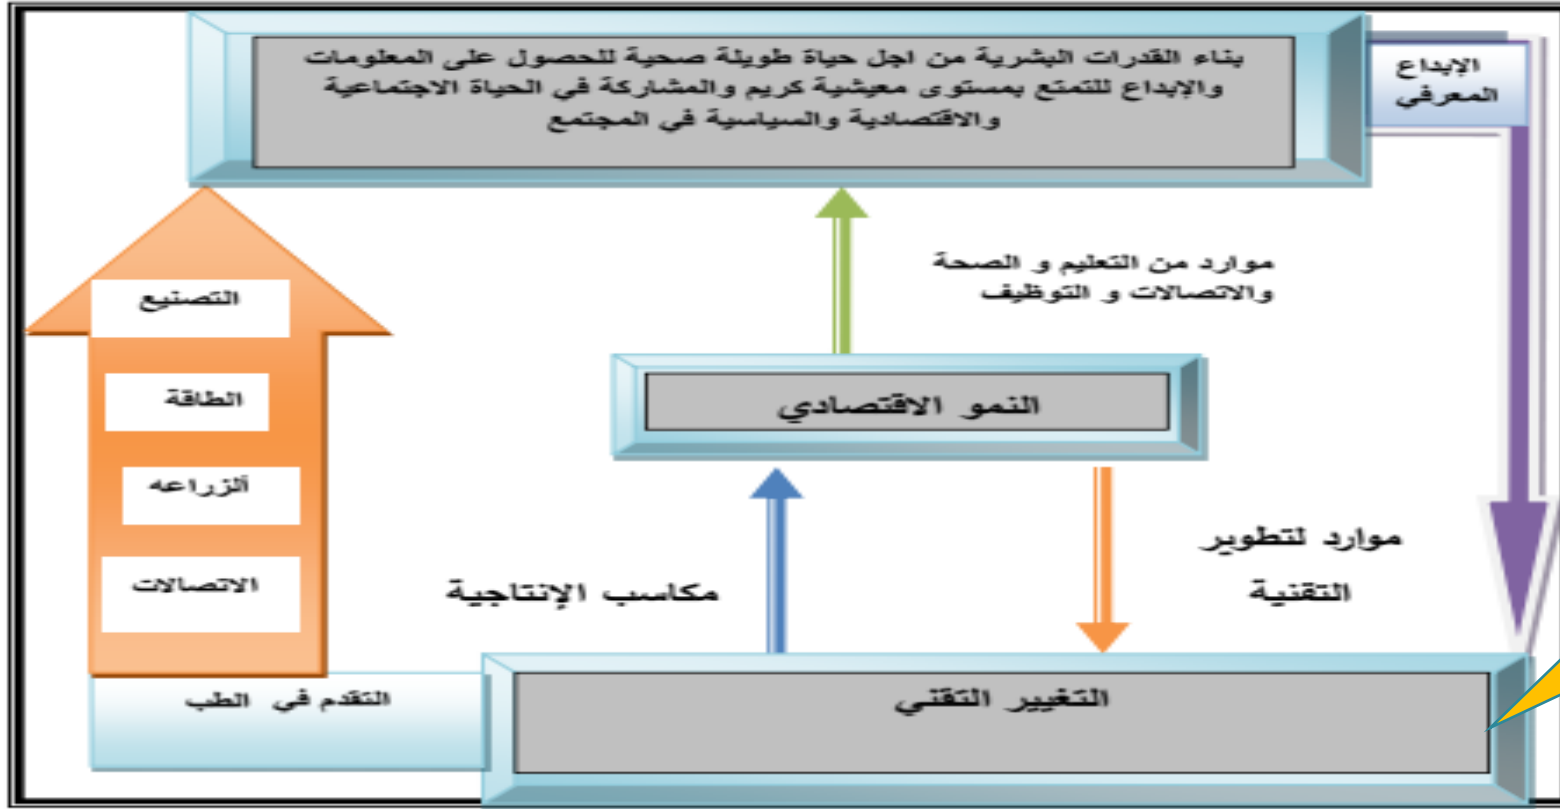 بناء القدرات البشرية من اجل حياة طويلة صحية للحصول على المعلومات
والإبداع للتمتع بمستوى معيشية كريم والمشاركة في الحياة الاجتماعية
والاقتصادية والسياسية في المجتمع
الإبداع
المعرفي
موارد من التعليم و الصحة
والاتصالات و التوظيف
التصنيع
الطاقة
ألزراعه
الاتصالات
النمو الاقتصادي
موارد لتطوير
التقنية
مكاسب الإنتاجية
التغيير التقني
التقدم في الطب